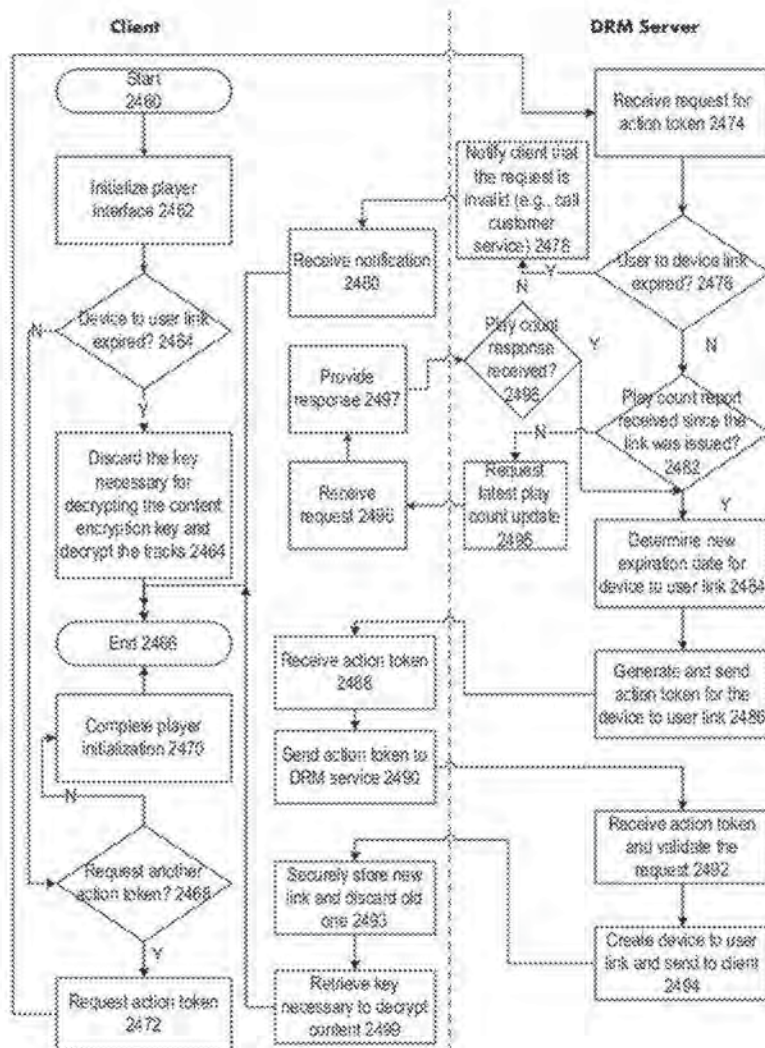 Client
DRM Server
Start
2460
Initialize player
interface 2462
Device to user link
expired? 2464
N
Y
Discard the key
necessary for
decrypting the content
encryption key and
decrypt the tracks 2464
End 2466
Complete player
initialization 2470
N
Request another
action token? 2468
Y
Request action token
2472
Receive notification
2480
Provide
response 2497
Receive
request 2496
Receive action token
2488
Send action token to
DRM service 2490
Securely store new
link and discard old
one 2493
Retrieve key
necessary to decrypt
content 2499
Receive request for
action token 2474
Notify client that
the request is
invalid (e.g., call
customer
service) 2478
Y
User to device link
expired? 2476
N
N
Play count
response
received?
2498
Y
Play count report
received since the
link was issued?
2482
N
Y
Request
latest play
count update
2495
Determine new
expiration date for
device to user link 2484
Generate and send
action token for the
device to user link 2486
Receive action token
and validate the
request 2492
Create device to user
link and send to client
2494